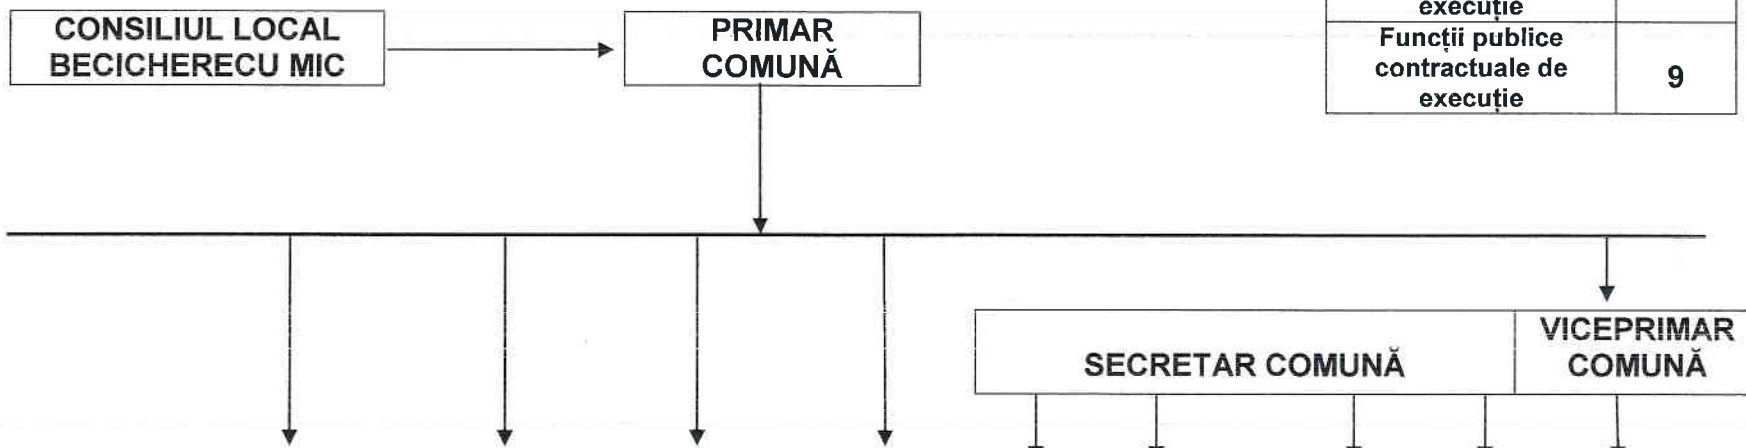 CONSILIUL LOCAL
BECICHERECU MIC
PRIMAR
COMUNĂ
execuție
Funcții publice
contractuale de
execuție
9
SECRETAR COMUNĂ
VICEPRIMAR
COMUNĂ